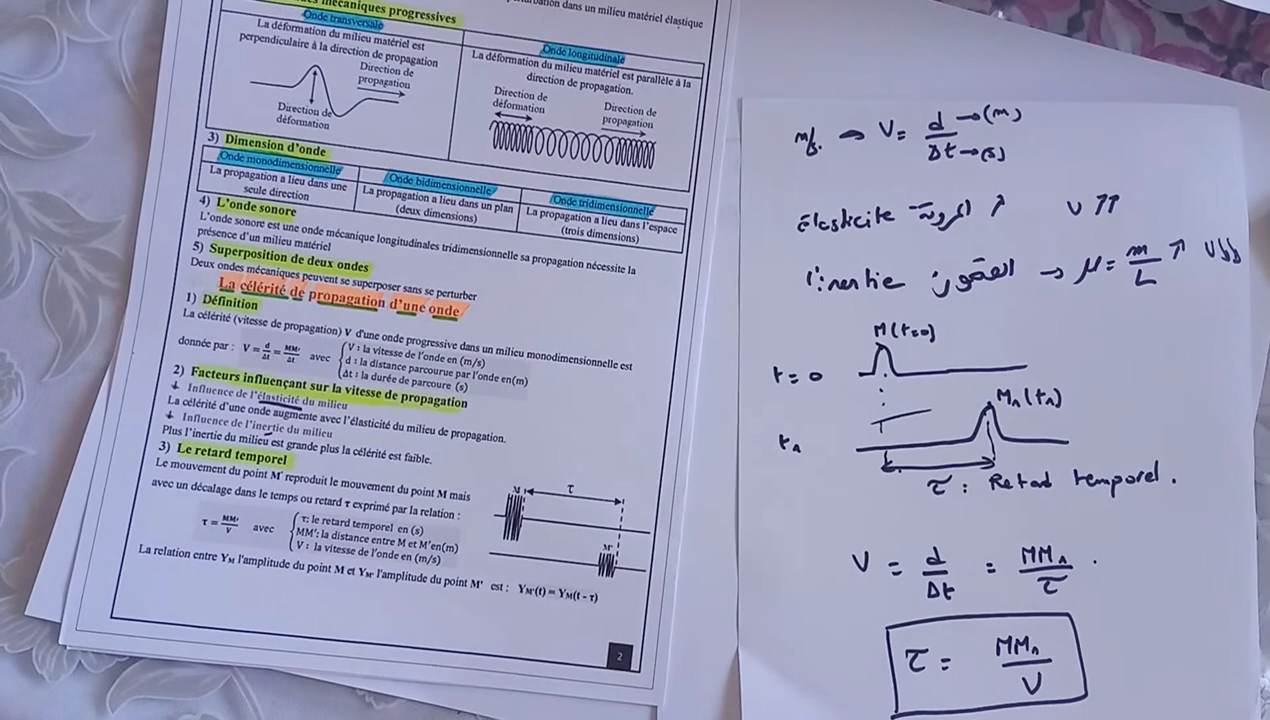 mécaniques progressives
dans un milieu matériel élastique
Onde transversale
La déformation du milieu matériel est
perpendiculaire à la direction de propagation
Direction de
propagation
Direction de
déformation
Onde longitudinale
La déformation du milieu matériel est parallèle à la
direction de propagation.
Direction de
déformation
Direction de
propagation
3) Dimension d'onde
Onde monodimensionnelle
La propagation a lieu dans une
seule direction
Onde bidimensionnelle
La propagation a lieu dans un plan
(deux dimensions)
Onde tridimensionnelle
La propagation a lieu dans l'espace
(trois dimensions)
4) L'onde sonore
L'onde sonore est une onde mécanique longitudinales tridimensionnelle sa propagation nécessite la
présence d'un milieu matériel
5) Superposition de deux ondes
Deux ondes mécaniques peuvent se superposer sans se perturber
La célérité de propagation d'une onde
1) Définition
La célérité (vitesse de propagation) V d'une onde progressive dans un milieu monodimensionnelle est
donnée par : V = d/Δt = MM'/Δt avec
V : la vitesse de l'onde en (m/s)
d : la distance parcourue par l'onde en(m)
Δt : la durée de parcoure (s)
2) Facteurs influençant sur la vitesse de propagation
↓ Influence de l'élasticité du milieu
La célérité d'une onde augmente avec l'élasticité du milieu de propagation.
↓ Influence de l'inertie du milieu
Plus l'inertie du milieu est grande plus la célérité est faible.
3) Le retard temporel
Le mouvement du point M' reproduit le mouvement du point M mais
avec un décalage dans le temps ou retard τ exprimé par la relation :
τ = MM'/V avec
τ: le retard temporel en (s)
MM': la distance entre M et M'en(m)
V : la vitesse de l'onde en (m/s)
M
τ
M'
La relation entre YM l'amplitude du point M et YM' l'amplitude du point M' est : YM'(t) = YM(t - τ)
2
m/s. → V = d/Δt →(m) →(s)
élasticité المرونة ↗ V ↑↑
l'inertie القصور → μ = m/L ↗ V↓↓
M(t=0)
t = 0
M₁(t₁)
t₁
τ : Retard temporel.
V = d/Δt = MM₁/τ .
τ = MM₁/V